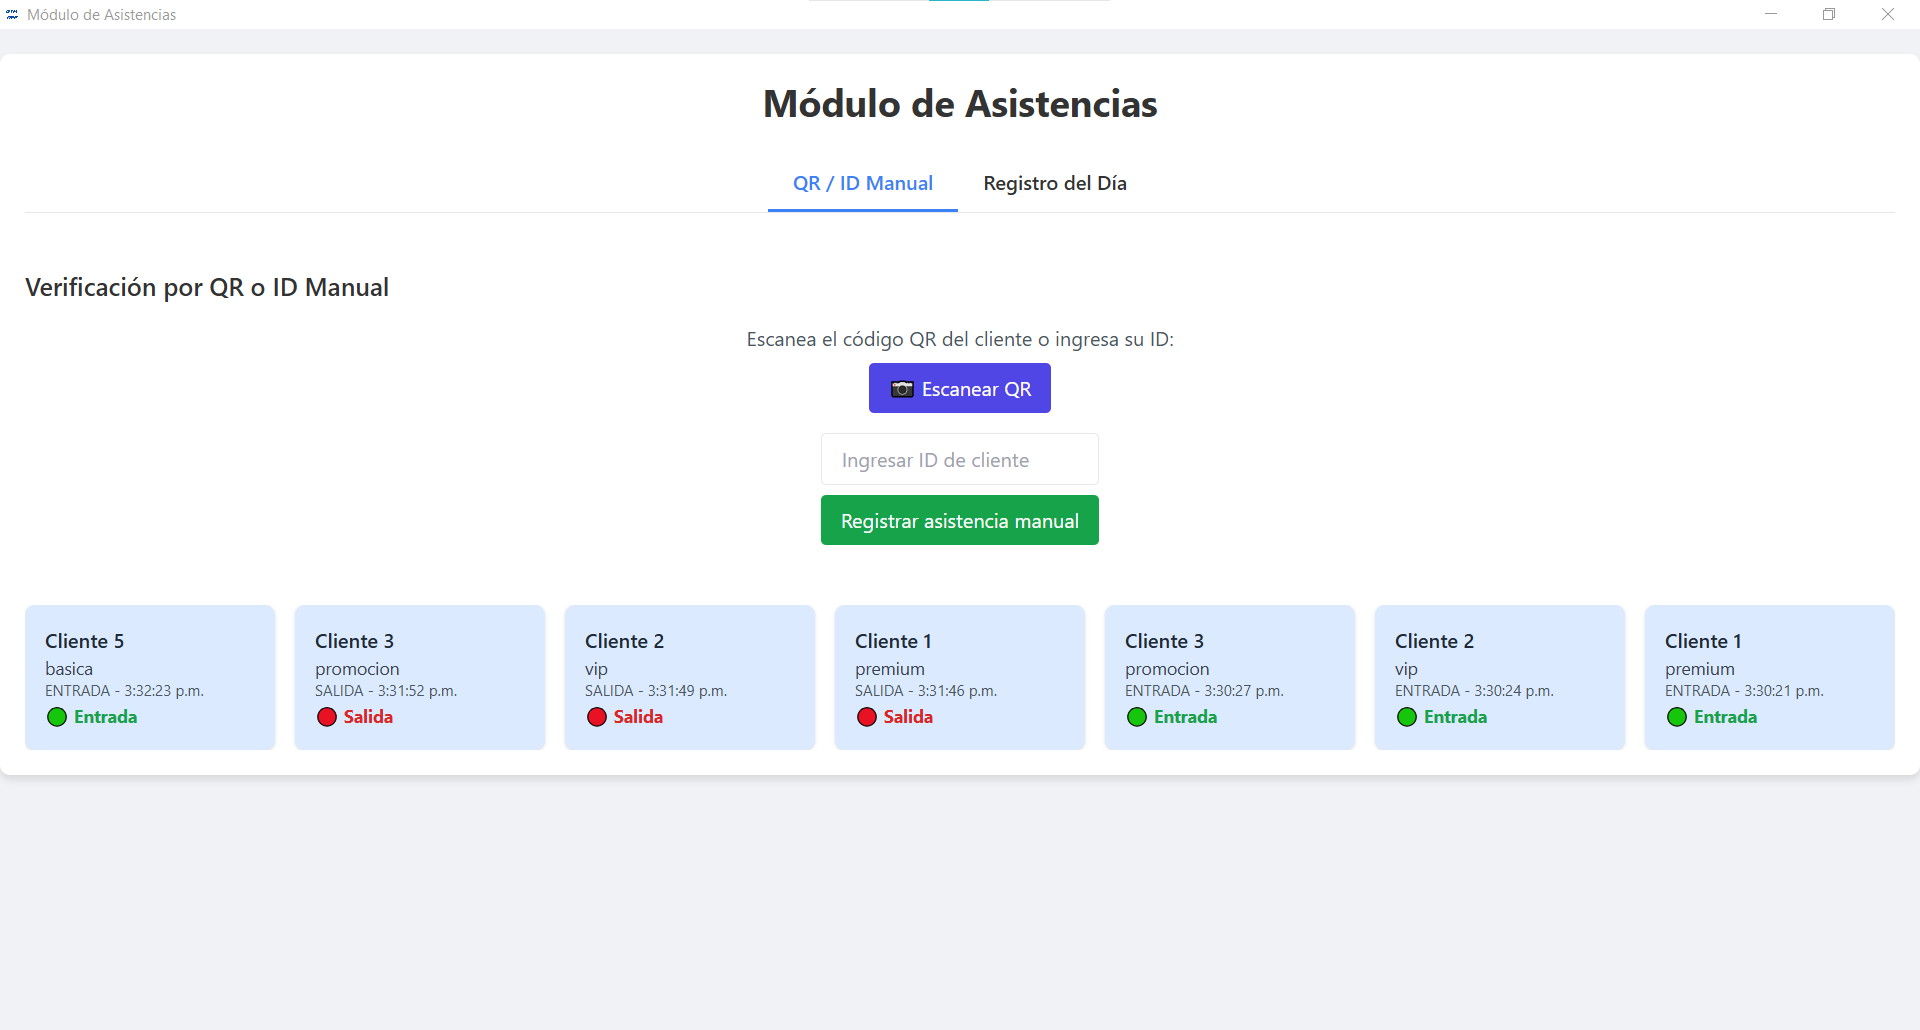 Módulo de Asistencias
Módulo de Asistencias
QR / ID Manual
Registro del Día
Verificación por QR o ID Manual
Escanea el código QR del cliente o ingresa su ID:
Escanear QR
Ingresar ID de cliente
Registrar asistencia manual
Cliente 5
basica
ENTRADA - 3:32:23 p.m.
Entrada
Cliente 3
promocion
SALIDA - 3:31:52 p.m.
Salida
Cliente 2
vip
SALIDA - 3:31:49 p.m.
Salida
Cliente 1
premium
SALIDA - 3:31:46 p.m.
Salida
Cliente 3
promocion
ENTRADA - 3:30:27 p.m.
Entrada
Cliente 2
vip
ENTRADA - 3:30:24 p.m.
Entrada
Cliente 1
premium
ENTRADA - 3:30:21 p.m.
Entrada